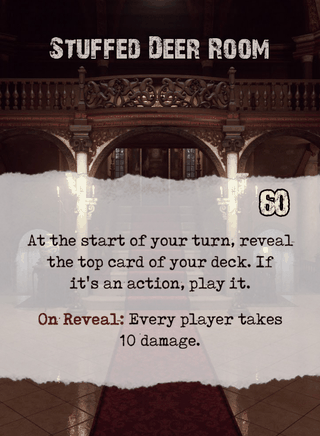 Stuffed Deer Room
60
At the start of your turn, reveal
the top card of your deck. If
it's an action, play it.
On Reveal: Every player takes
10 damage.